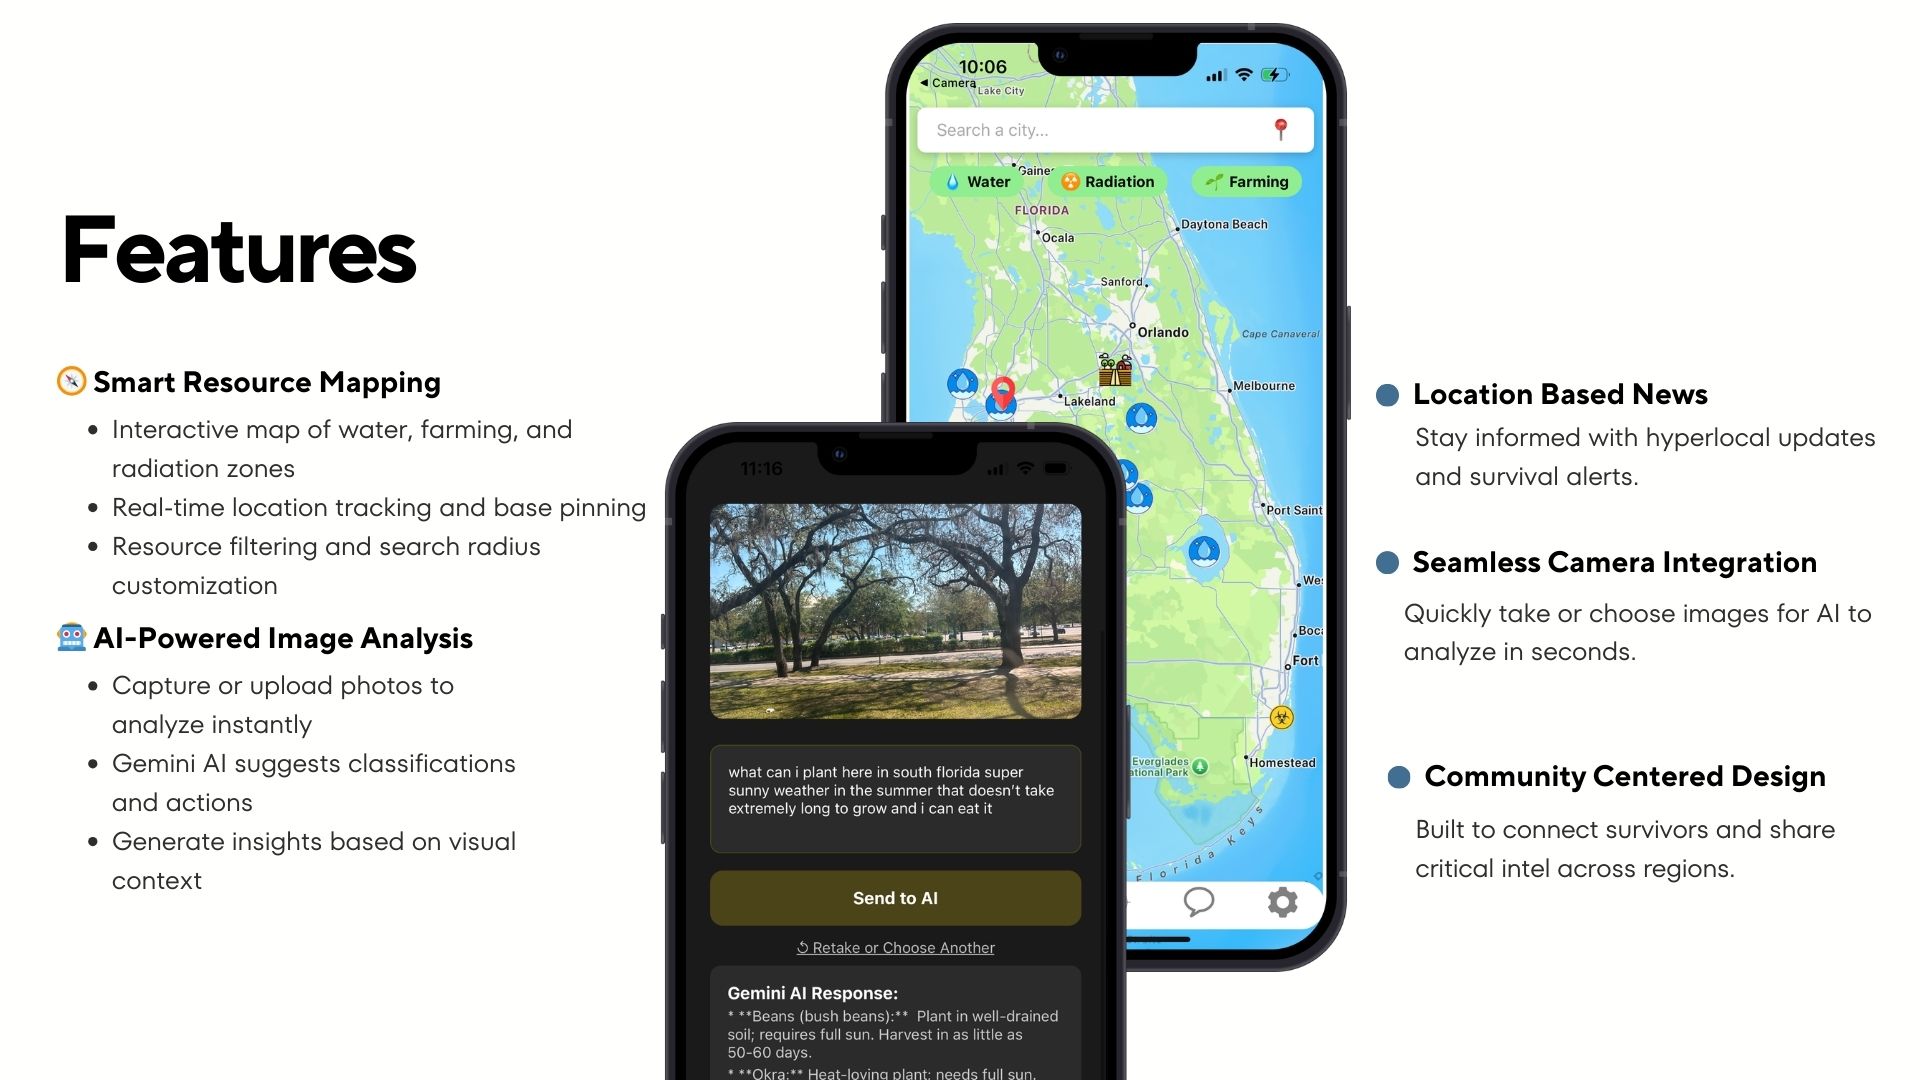 Features
Smart Resource Mapping
• Interactive map of water, farming, and
radiation zones
• Real-time location tracking and base pinning
• Resource filtering and search radius
customization
AI-Powered Image Analysis
• Capture or upload photos to
analyze instantly
• Gemini AI suggests classifications
and actions
• Generate insights based on visual
context
10:06
◀ Camera
Lake City
Search a city...
Gaines
Water
Radiation
Farming
FLORIDA
Daytona Beach
Ocala
Sanford
Orlando
Cape Canaveral
Melbourne
Lakeland
Port Saint
Wes
Boca
Fort
Everglades
ational Park
Homestead
Florida Keys
11:16
what can i plant here in south florida super
sunny weather in the summer that doesn't take
extremely long to grow and i can eat it
Send to AI
↺ Retake or Choose Another
Gemini AI Response:
* **Beans (bush beans):** Plant in well-drained
soil; requires full sun. Harvest in as little as
50-60 days.
* **Okra:** Heat-loving plant; needs full sun.
Location Based News
Stay informed with hyperlocal updates
and survival alerts.
Seamless Camera Integration
Quickly take or choose images for AI to
analyze in seconds.
Community Centered Design
Built to connect survivors and share
critical intel across regions.